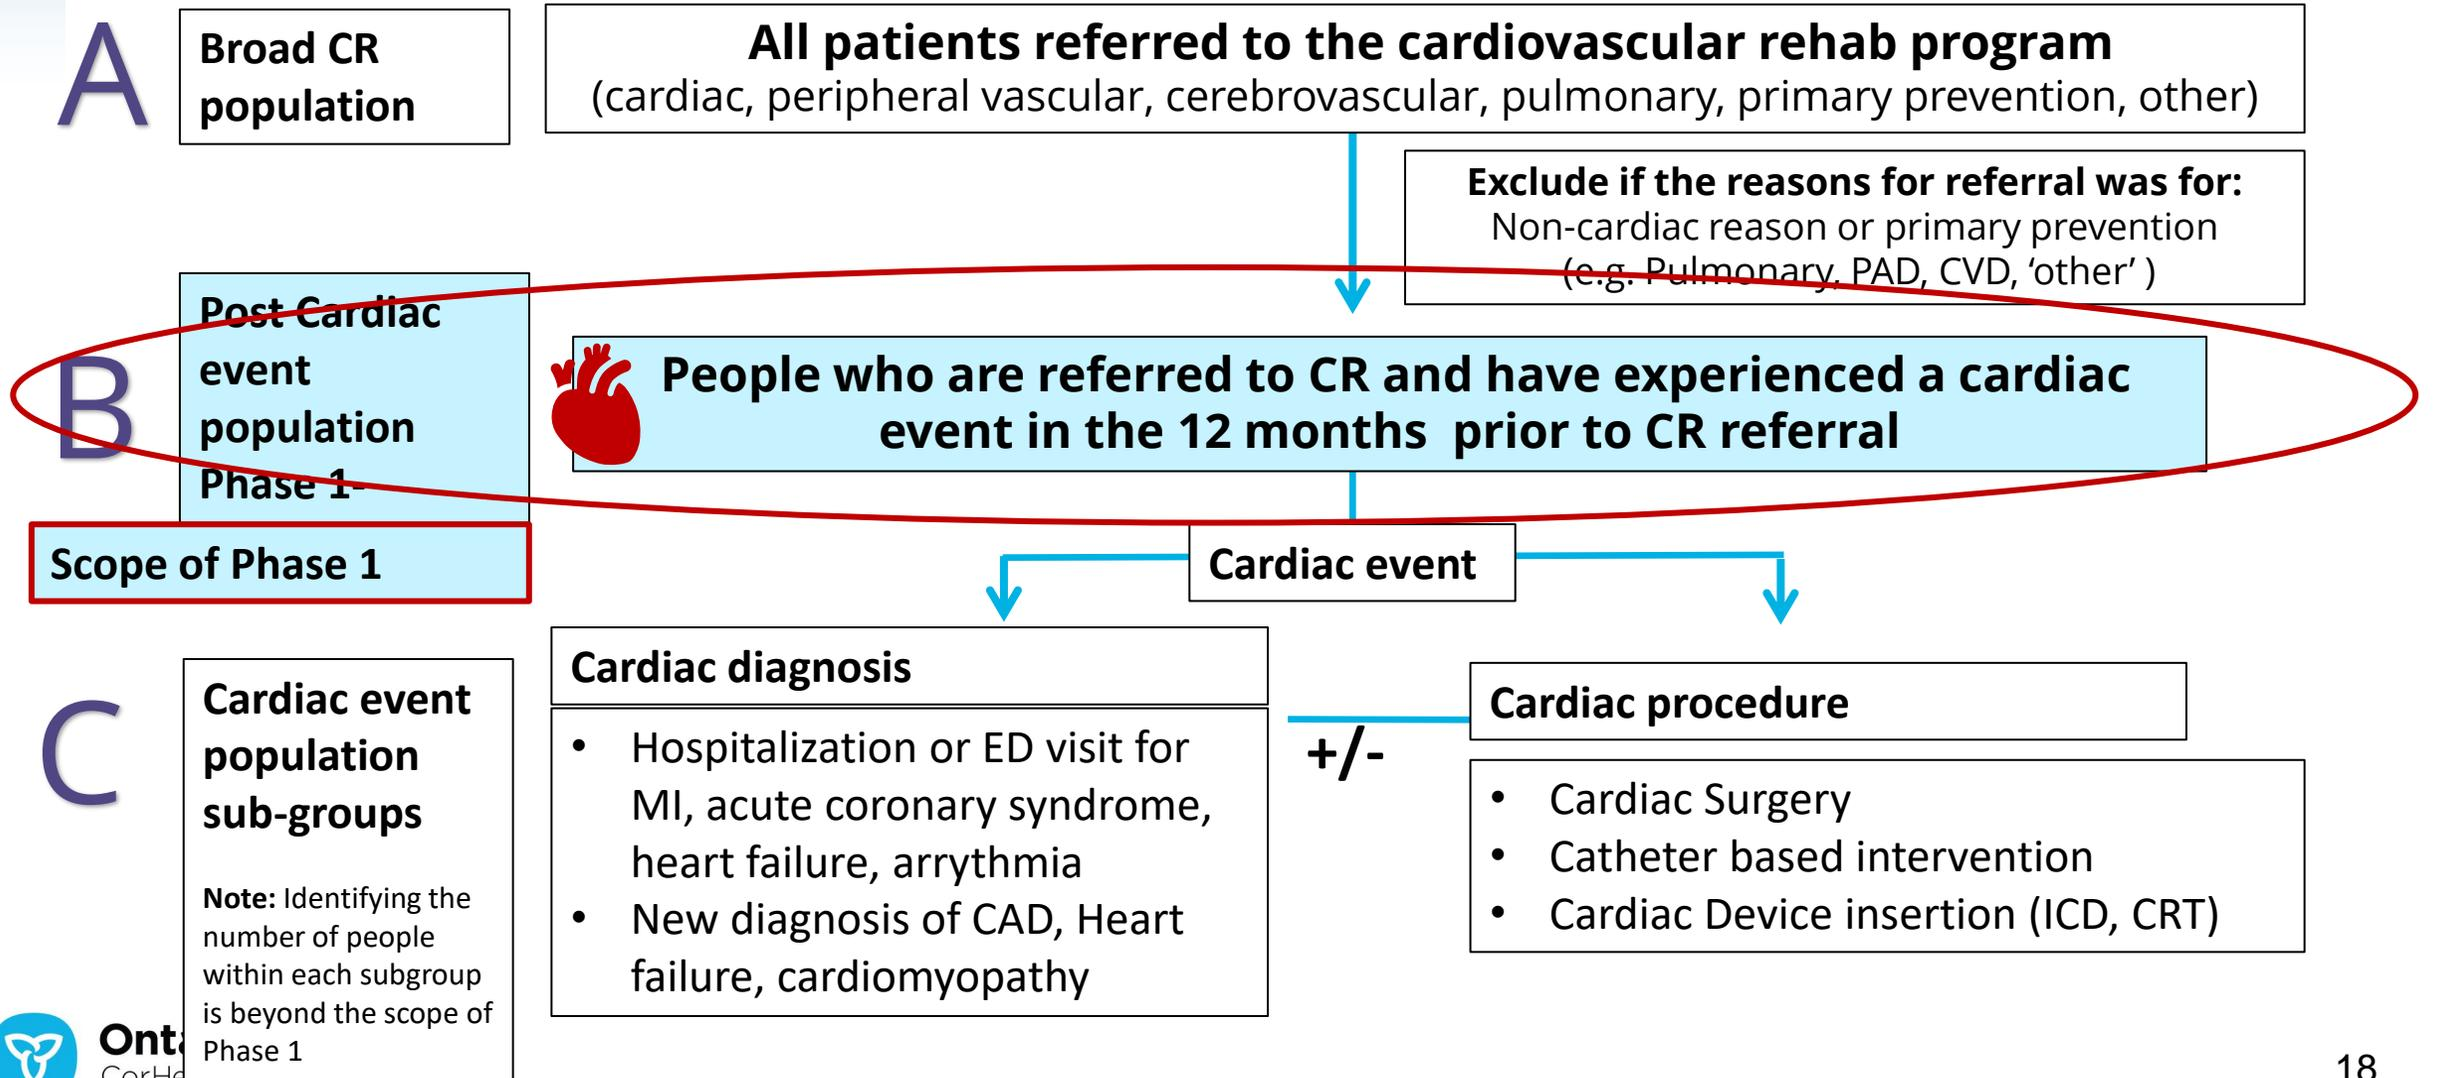 A
Broad CR
population
All patients referred to the cardiovascular rehab program
(cardiac, peripheral vascular, cerebrovascular, pulmonary, primary prevention, other)
Exclude if the reasons for referral was for:
Non-cardiac reason or primary prevention
(e.g. Pulmonary, PAD, CVD, ‘other’ )
B
Post Cardiac
event
population
Phase 1-
People who are referred to CR and have experienced a cardiac
event in the 12 months  prior to CR referral
Scope of Phase 1
Cardiac event
C
Cardiac event
population
sub-groups
Note: Identifying the
number of people
within each subgroup
is beyond the scope of
Phase 1
Cardiac diagnosis
• Hospitalization or ED visit for
MI, acute coronary syndrome,
heart failure, arrythmia
• New diagnosis of CAD, Heart
failure, cardiomyopathy
+/-
Cardiac procedure
• Cardiac Surgery
• Catheter based intervention
• Cardiac Device insertion (ICD, CRT)
18